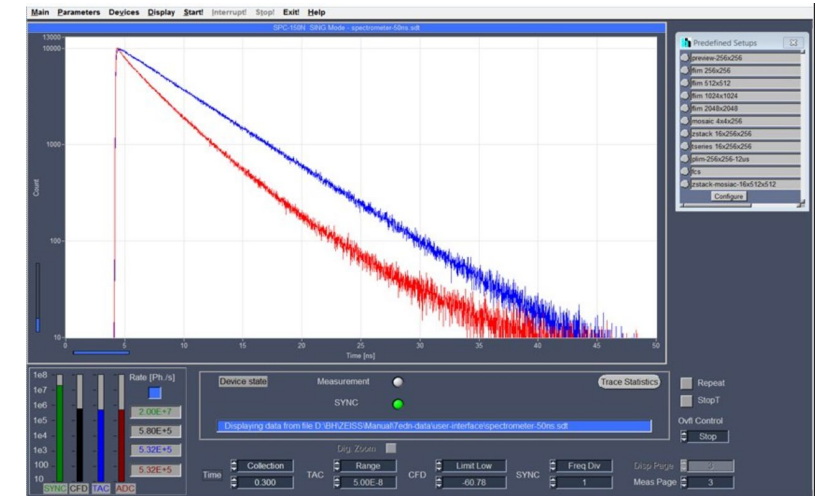 Main Parameters Devices Display Start! Interrupt! Stop! Exit! Help
SPC-150N SING Mode - spectrometer-50ns.sdt
13000
10000
1000
100
10
Count
0 5 10 15 20 25 30 35 40 45 50
Time [ns]
Predefined Setups
preview-256x256
flim 256x256
flim 512x512
flim 1024x1024
flim 2048x2048
mosaic 4x4x256
zstack 16x256x256
tseries 16x256x256
plim-256x256-12us
fcs
zstack-mosiac-16x512x512
Configure
1e8
1e7
1e6
1e5
1e4
1e3
100
10
SYNC CFD TAC ADC
Rate [Ph./s]
2.00E+7
5.80E+5
5.32E+5
5.32E+5
Device state
Measurement
SYNC
Trace Statistics
Displaying data from file D:\BH\ZEISS\Manual\7edn-data\user-interface\spectrometer-50ns.sdt
Repeat
StopT
Ovfl Control
Stop
Dig. Zoom
Time
Collection
0.300
TAC
Range
5.00E-8
CFD
Limit Low
-60.78
SYNC
Freq Div
1
Disp Page
Meas Page
3